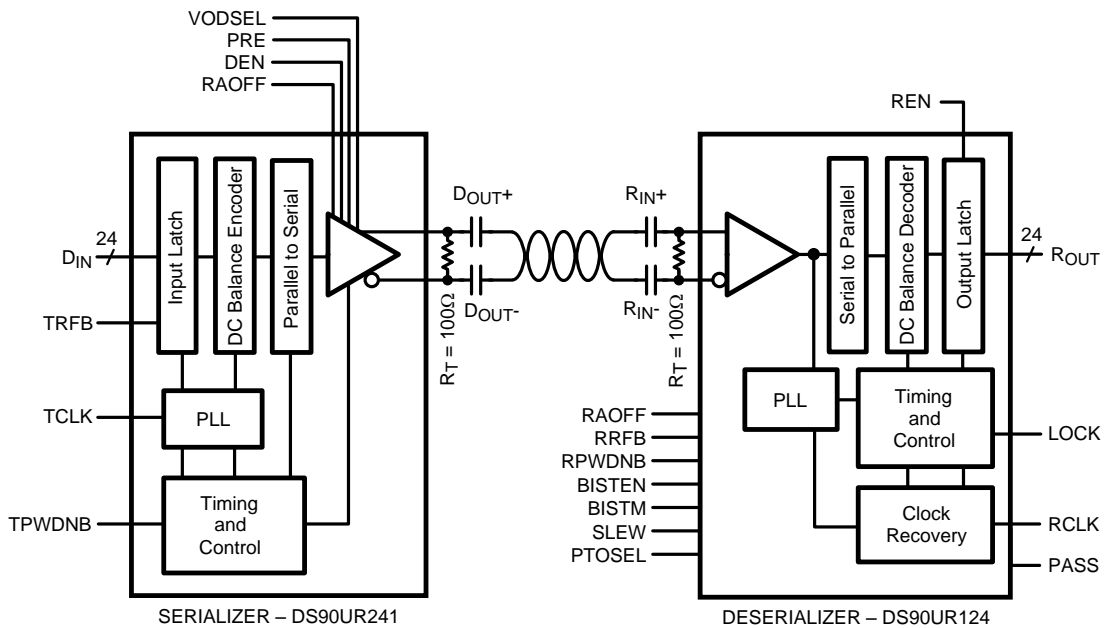 VODSEL
PRE
DEN
RAOFF
REN
Input Latch
DC Balance Encoder
Parallel to Serial
DOUT+
RIN+
Serial to Parallel
DC Balance Decoder
Output Latch
24
DIN
24
ROUT
DOUT-
RIN-
RT = 100Ω
RT = 100Ω
TRFB
TCLK
PLL
TPWDNB
Timing
and
Control
RAOFF
RRFB
RPWDNB
BISTEN
BISTM
SLEW
PTOSEL
PLL
Timing
and
Control
LOCK
Clock
Recovery
RCLK
PASS
SERIALIZER – DS90UR241
DESERIALIZER – DS90UR124